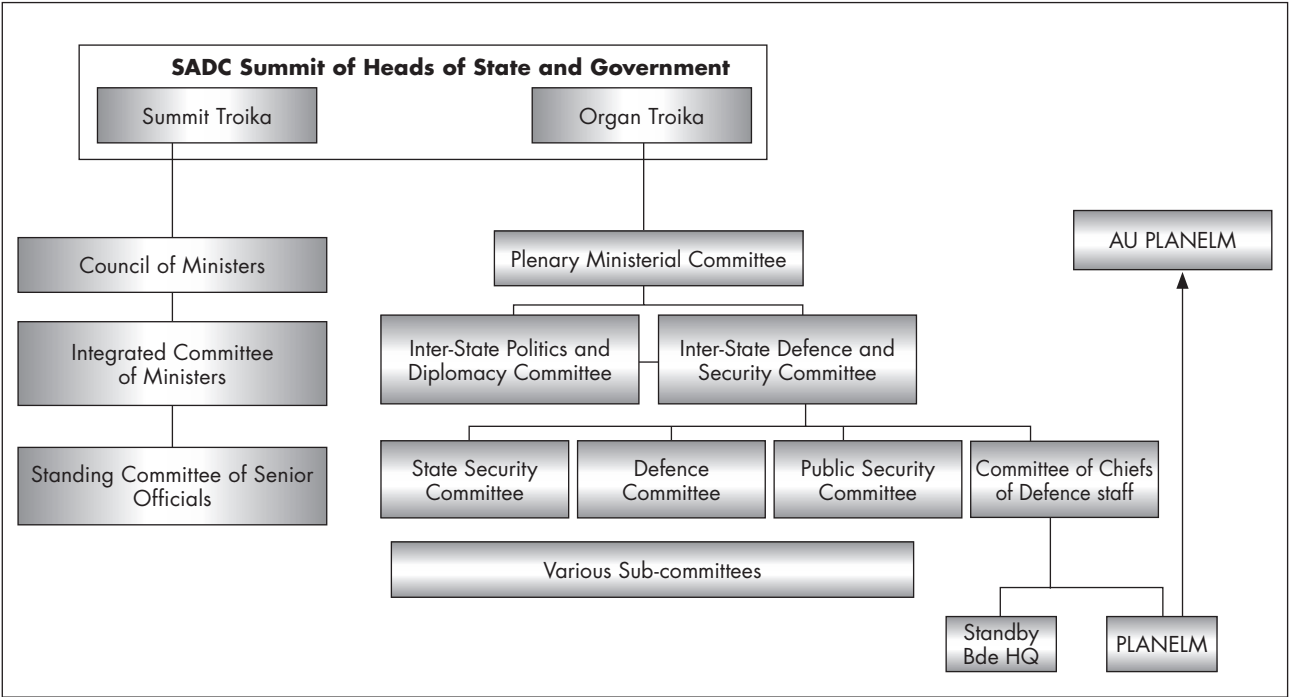 SADC Summit of Heads of State and Government
Summit Troika
Organ Troika
Council of Ministers
Plenary Ministerial Committee
AU PLANELM
Integrated Committee
of Ministers
Inter-State Politics and
Diplomacy Committee
Inter-State Defence and
Security Committee
Standing Committee of Senior
Officials
State Security
Committee
Defence
Committee
Public Security
Committee
Committee of Chiefs
of Defence staff
Various Sub-committees
Standby
Bde HQ
PLANELM